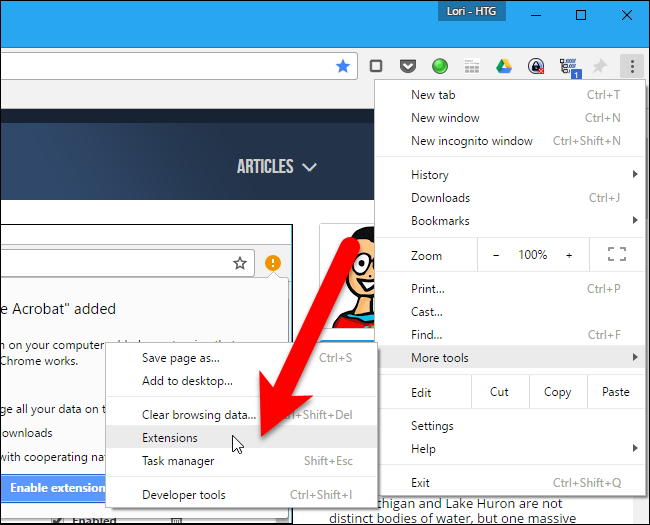 Lori - HTG
1
New tab Ctrl+T
New window Ctrl+N
New incognito window Ctrl+Shift+N
ARTICLES
History
Downloads Ctrl+J
Bookmarks
Zoom - 100% +
e Acrobat" added
Print... Ctrl+P
Cast...
Find... Ctrl+F
More tools
n on your computer
Chrome works.
Save page as... Ctrl+S
Add to desktop...
Edit Cut Copy Paste
ge all your data on t
Clear browsing data... Ctrl+Shift+Del
Settings
ownloads
Extensions
Help
with cooperating na
Task manager Shift+Esc
Exit Ctrl+Shift+Q
Enable extension
Developer tools Ctrl+Shift+I
higan and Lake Huron are not
distinct bodies of water, but one massive
Enabled